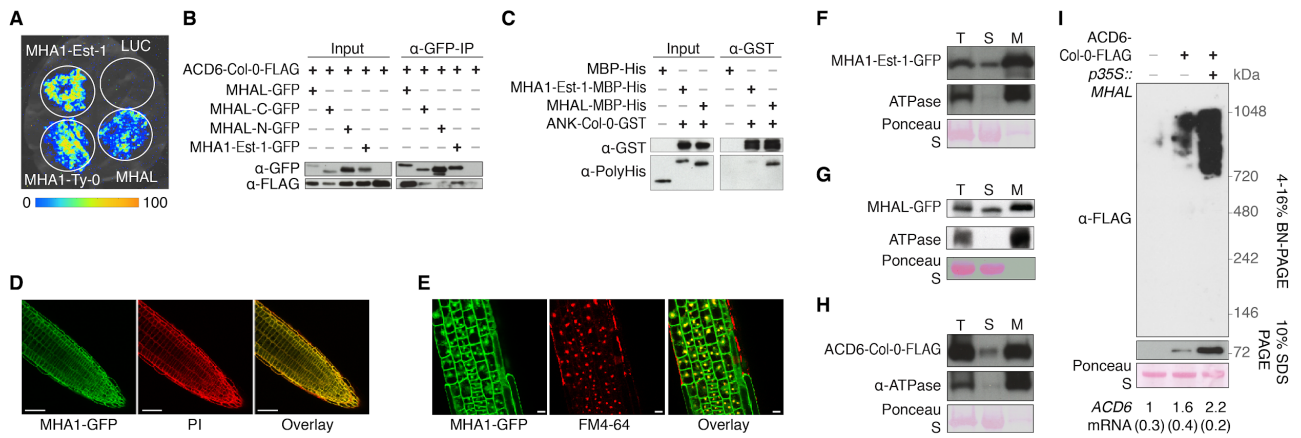 A
MHA1-Est-1
LUC
MHA1-Ty-0
MHAL
0
100
B
Input
α-GFP-IP
ACD6-Col-0-FLAG + + + + + + + + + +
MHAL-GFP + – – – – + – – – –
MHAL-C-GFP – + – – – – + – – –
MHAL-N-GFP – – + – – – – + – –
MHA1-Est-1-GFP – – – + – – – – + –
α-GFP
α-FLAG
C
Input
α-GST
MBP-His + – – + – –
MHA1-Est-1-MBP-His – + – – + –
MHAL-MBP-His – – + – – +
ANK-Col-0-GST – + + – + +
α-GST
α-PolyHis
D
MHA1-GFP
PI
Overlay
E
MHA1-GFP
FM4-64
Overlay
F
T S M
MHA1-Est-1-GFP
ATPase
Ponceau
S
G
T S M
MHAL-GFP
ATPase
Ponceau
S
H
T S M
ACD6-Col-0-FLAG
α-ATPase
Ponceau
S
I
ACD6-
Col-0-FLAG – + +
p35S::
MHAL – – +
kDa
1048
720
480
242
146
72
α-FLAG
4-16% BN-PAGE
10% SDS
PAGE
Ponceau
S
ACD6 1 1.6 2.2
mRNA (0.3) (0.4) (0.2)